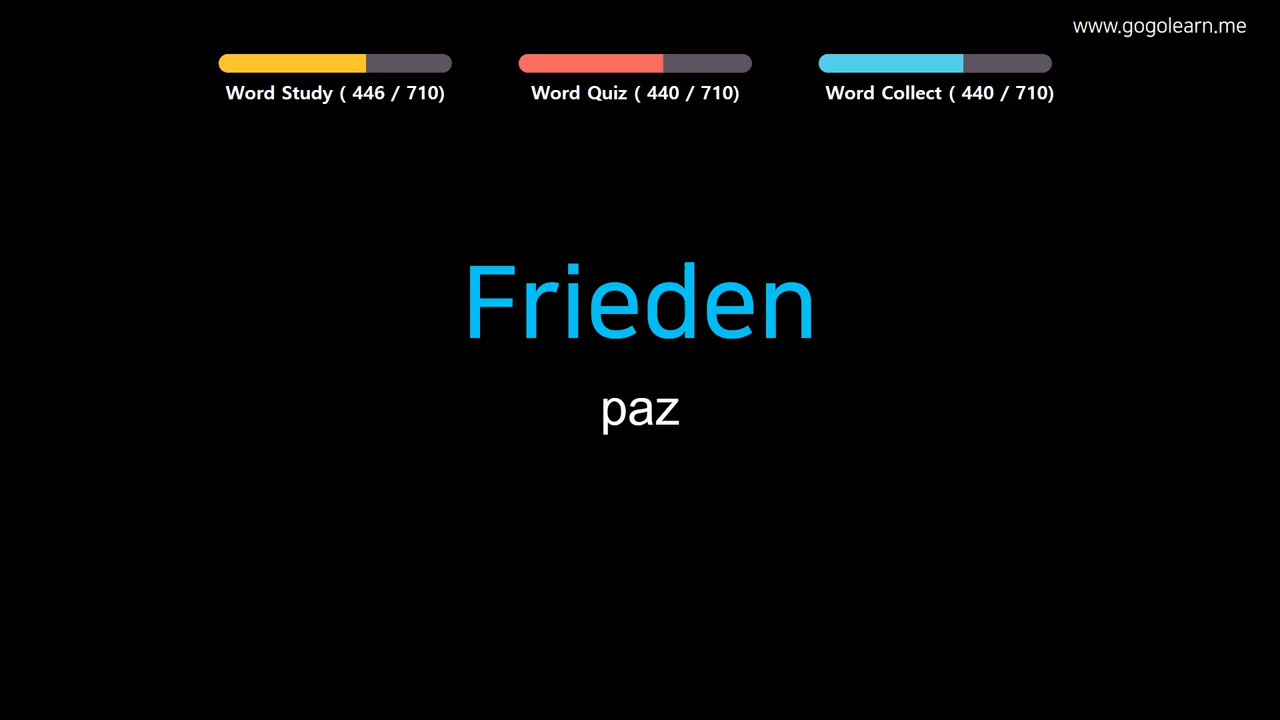 www.gogolearn.me
Word Study ( 446 / 710)
Word Quiz ( 440 / 710)
Word Collect ( 440 / 710)
Frieden
paz